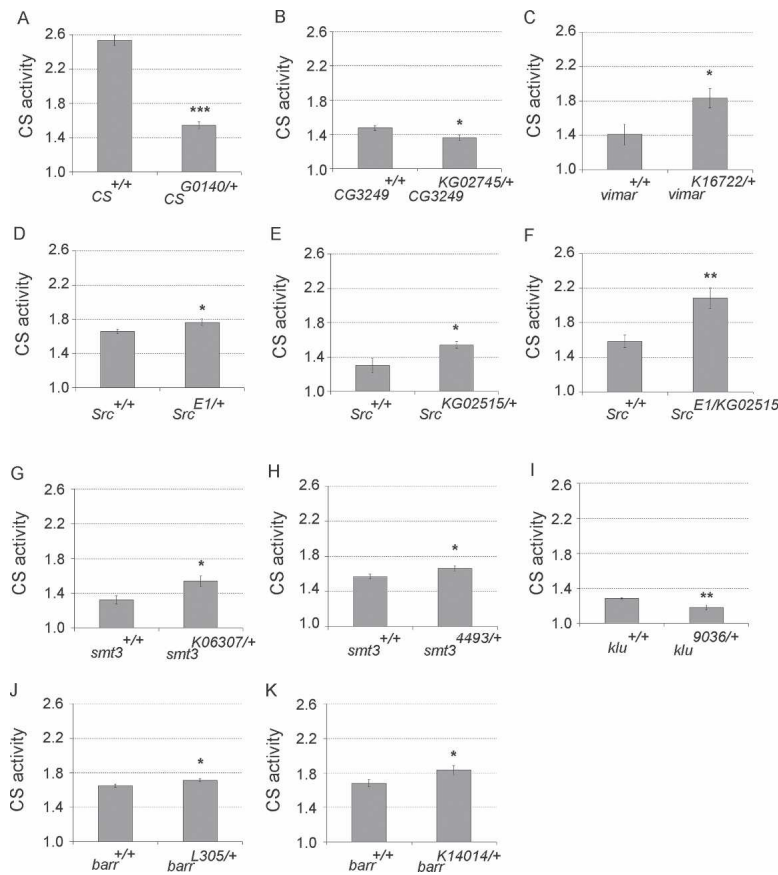 A
CS activity
2.6
2.2
1.8
1.4
1.0
***
CS+/+
CSG0140/+
B
CS activity
2.6
2.2
1.8
1.4
1.0
*
CG3249+/+
CG3249KG02745/+
C
CS activity
2.6
2.2
1.8
1.4
1.0
*
vimar+/+
vimarK16722/+
D
CS activity
2.6
2.2
1.8
1.4
1.0
*
Src+/+
SrcE1/+
E
CS activity
2.6
2.2
1.8
1.4
1.0
*
Src+/+
SrcKG02515/+
F
CS activity
2.6
2.2
1.8
1.4
1.0
**
Src+/+
SrcE1/KG02515
G
CS activity
2.6
2.2
1.8
1.4
1.0
*
smt3+/+
smt3K06307/+
H
CS activity
2.6
2.2
1.8
1.4
1.0
*
smt3+/+
smt34493/+
I
CS activity
2.6
2.2
1.8
1.4
1.0
**
klu+/+
klu9036/+
J
CS activity
2.6
2.2
1.8
1.4
1.0
*
barr+/+
barrL305/+
K
CS activity
2.6
2.2
1.8
1.4
1.0
*
barr+/+
barrK14014/+